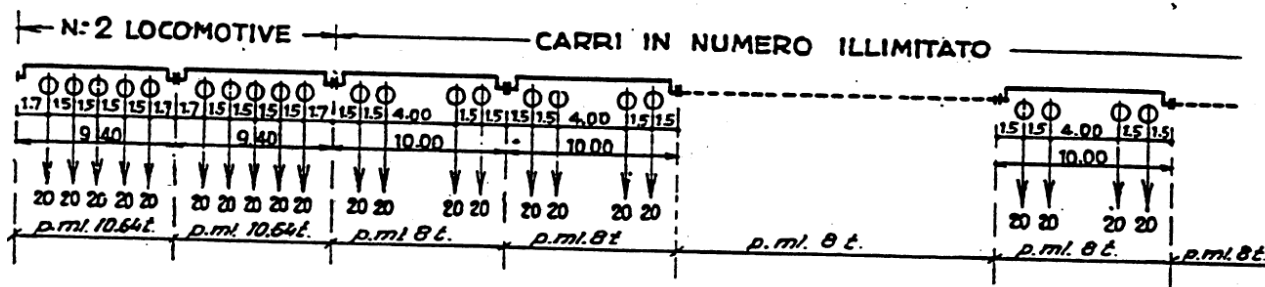 N:2 LOCOMOTIVE CARRI IN NUMERO ILLIMITATO
1.7 1.5 1.5 1.5 1.5 1.7 1.7 1.5 1.5 1.5 1.5 1.7 1.5 1.5 4.00 1.5 1.5 1.5 1.5 4.00 1.5 1.5 1.5 1.5 4.00 1.5 1.5
9.40 9.40 10.00 10.00 10.00
20 20 20 20 20 20 20 20 20 20 20 20 20 20 20 20 20 20 20 20 20 20
p.ml. 10.64t. p.ml. 10.64t. p.ml 8t. p.ml.8t p.ml. 8 t. p.ml. 8t. p.ml.8t.